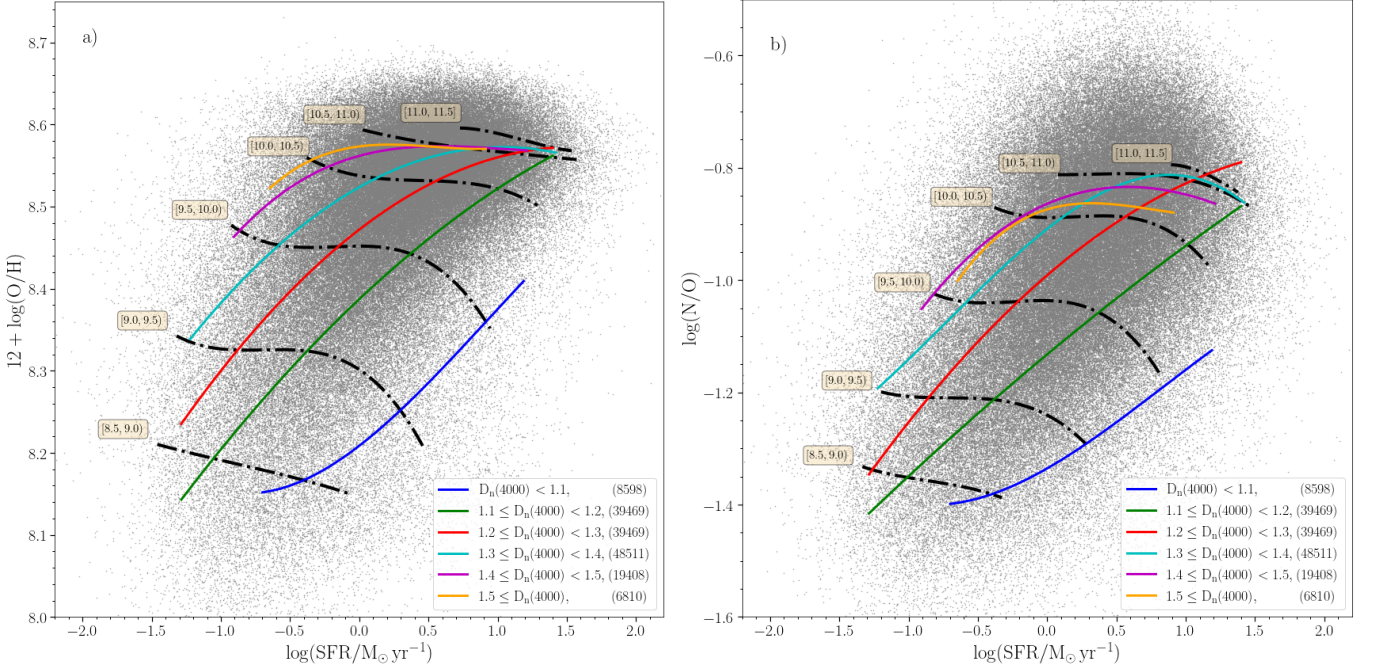 a)
12 + log(O/H)
8.7
8.6
8.5
8.4
8.3
8.2
8.1
8.0
[10.5, 11.0)
[11.0, 11.5]
[10.0, 10.5)
[9.5, 10.0)
[9.0, 9.5)
[8.5, 9.0)
Dₙ(4000) < 1.1, (8598)
1.1 ≤ Dₙ(4000) < 1.2, (39469)
1.2 ≤ Dₙ(4000) < 1.3, (39469)
1.3 ≤ Dₙ(4000) < 1.4, (48511)
1.4 ≤ Dₙ(4000) < 1.5, (19408)
1.5 ≤ Dₙ(4000), (6810)
−2.0 −1.5 −1.0 −0.5 0.0 0.5 1.0 1.5 2.0
log(SFR/M⊙ yr⁻¹)
b)
log(N/O)
−0.6
−0.8
−1.0
−1.2
−1.4
−1.6
[11.0, 11.5]
[10.5, 11.0)
[10.0, 10.5)
[9.5, 10.0)
[9.0, 9.5)
[8.5, 9.0)
Dₙ(4000) < 1.1, (8598)
1.1 ≤ Dₙ(4000) < 1.2, (39469)
1.2 ≤ Dₙ(4000) < 1.3, (39469)
1.3 ≤ Dₙ(4000) < 1.4, (48511)
1.4 ≤ Dₙ(4000) < 1.5, (19408)
1.5 ≤ Dₙ(4000), (6810)
−2.0 −1.5 −1.0 −0.5 0.0 0.5 1.0 1.5 2.0
log(SFR/M⊙ yr⁻¹)